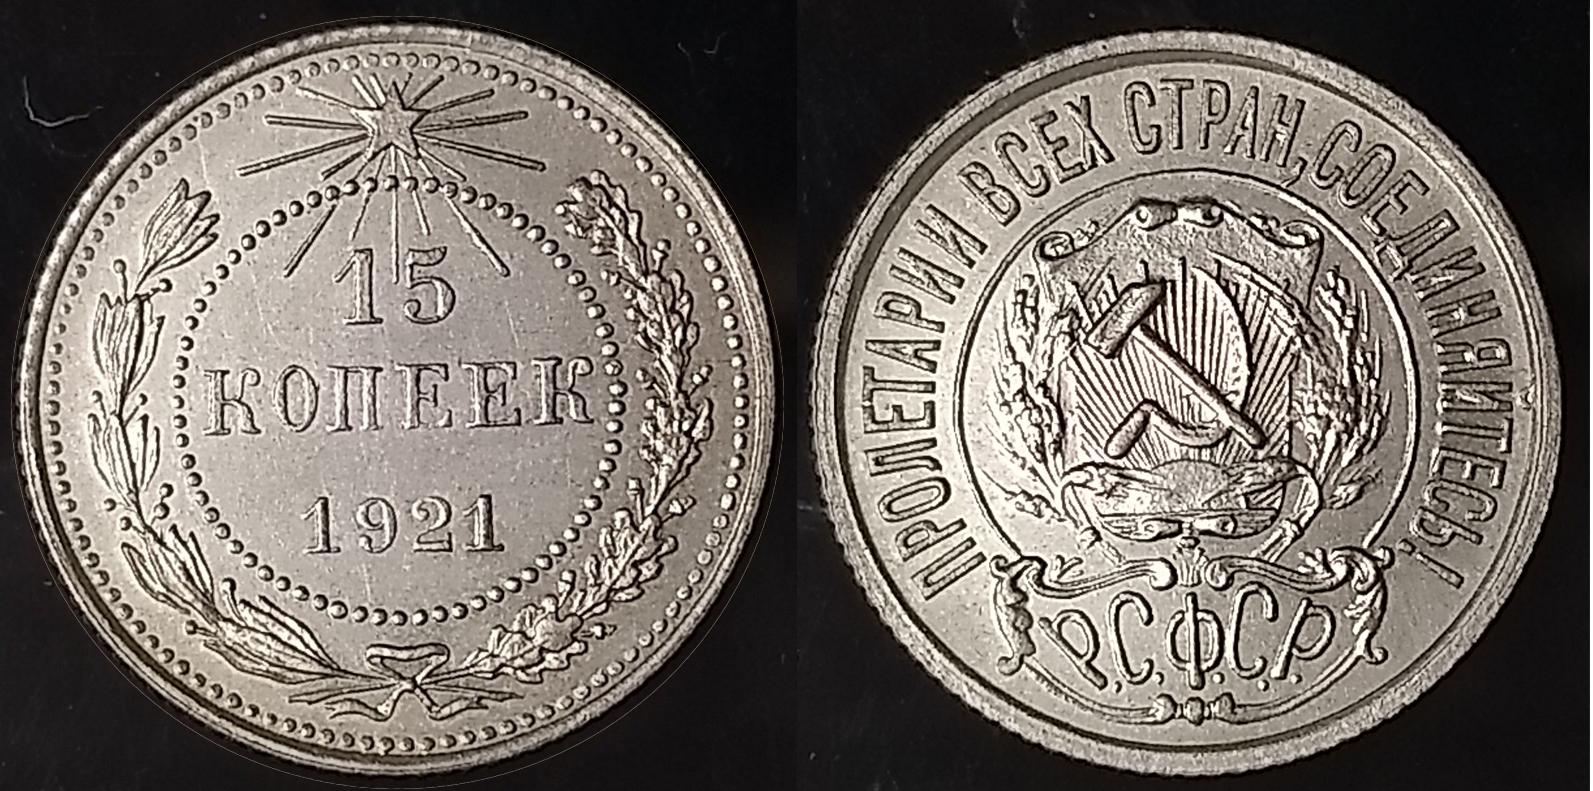 15
КОПЕЕК
1921
ПРОЛЕТАРИИ ВСЕХ СТРАН, СОЕДИНЯЙТЕСЬ!
Р.С.Ф.С.Р.